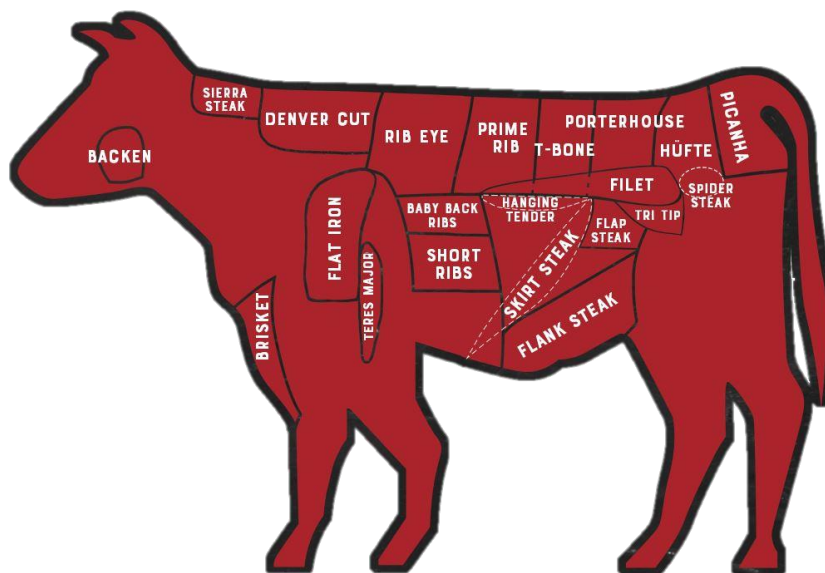 SIERRA
STEAK
DENVER CUT
RIB EYE
PRIME
RIB
T-BONE
PORTERHOUSE
HÜFTE
PICANHA
BACKEN
FILET
SPIDER
STEAK
HANGING
TENDER
TRI TIP
FLAP
STEAK
BABY BACK
RIBS
SHORT
RIBS
FLAT IRON
TERES MAJOR
SKIRT STEAK
FLANK STEAK
BRISKET